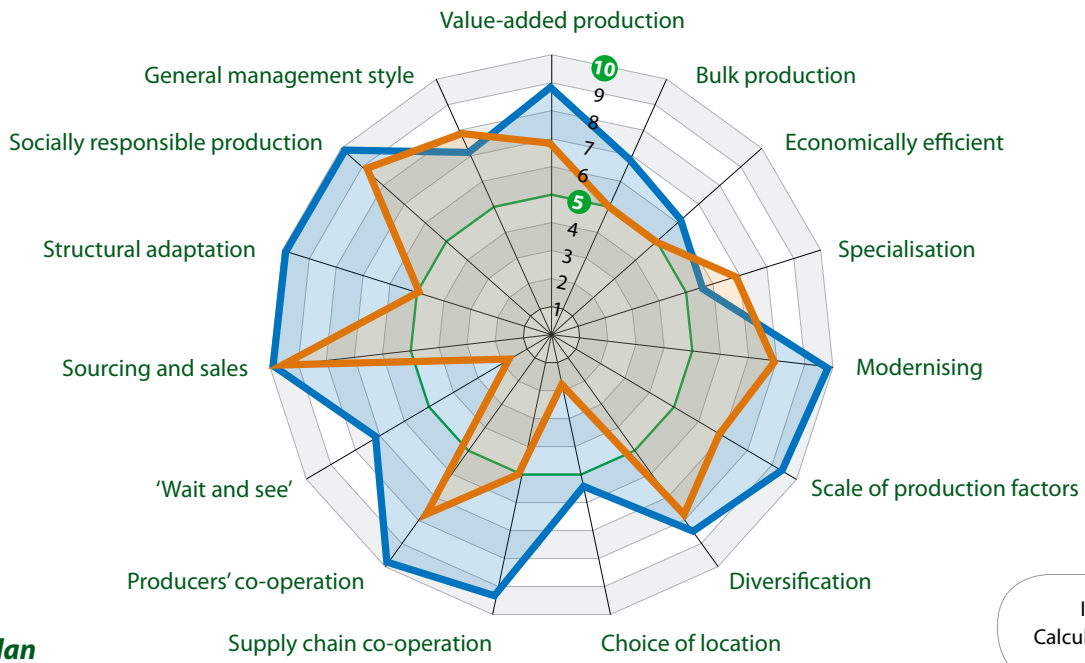 Value-added production
General management style
Bulk production
10
9
8
7
6
5
4
3
2
1
Socially responsible production
Economically efficient
Structural adaptation
Specialisation
Sourcing and sales
Modernising
‘Wait and see’
Scale of production factors
Producers’ co-operation
Diversification
Supply chain co-operation
Choice of location
Calcul